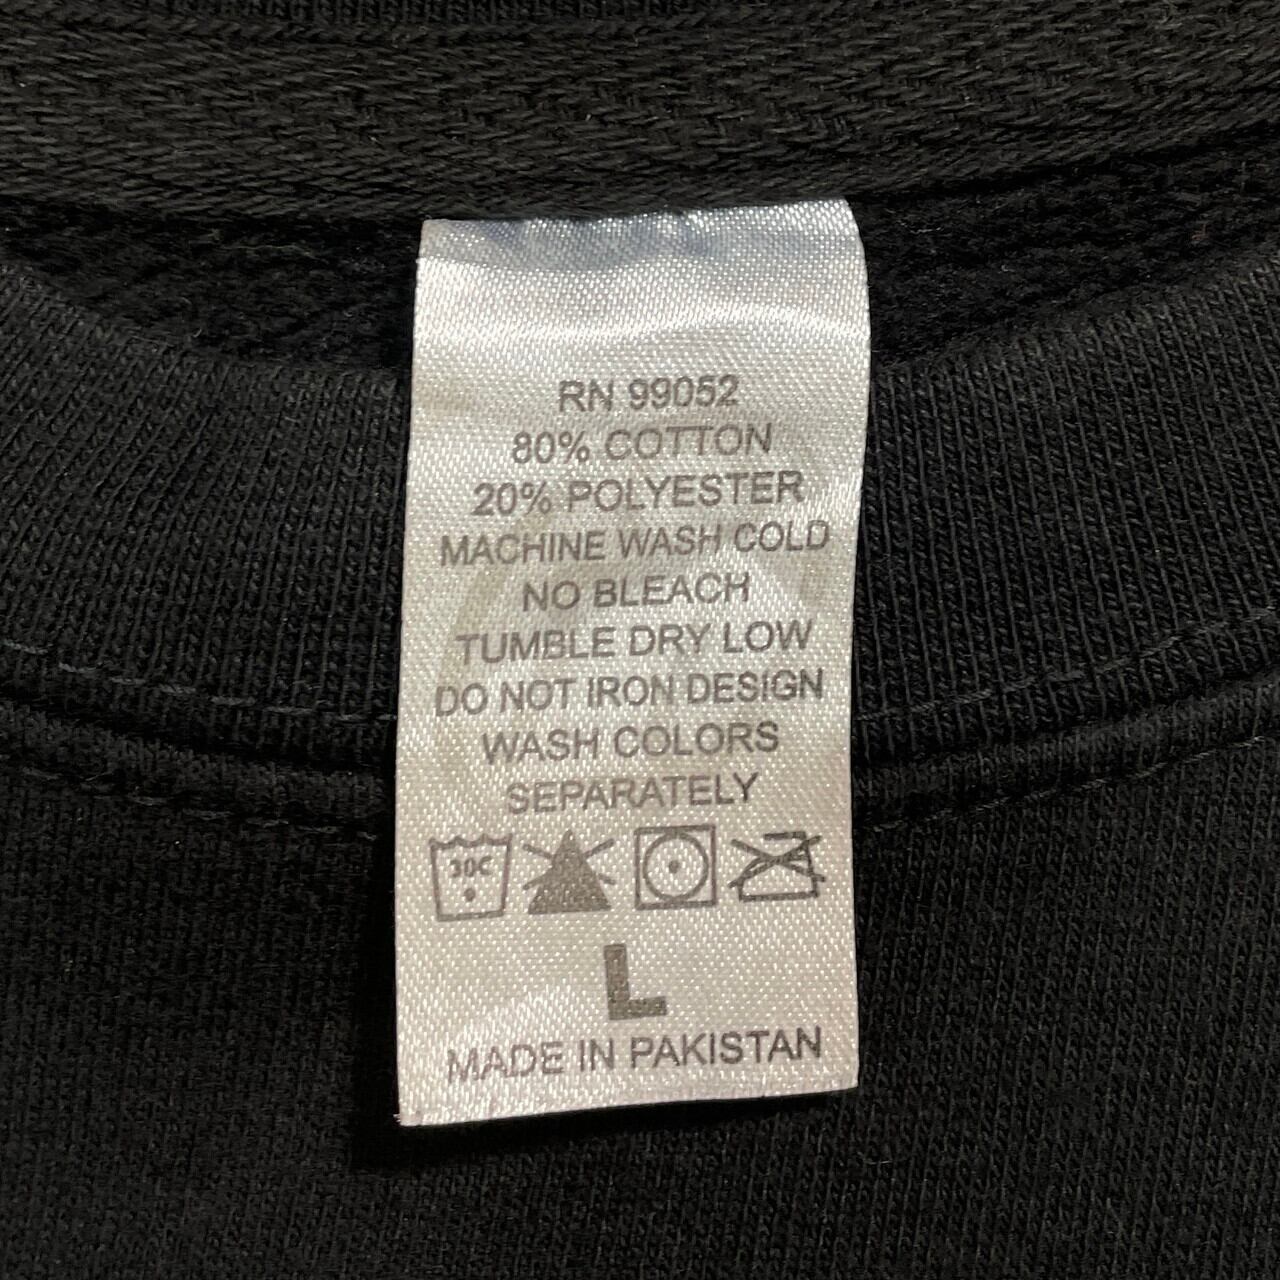 RN 99052
80% COTTON
20% POLYESTER
MACHINE WASH COLD
NO BLEACH
TUMBLE DRY LOW
DO NOT IRON DESIGN
WASH COLORS
SEPARATELY
30C
L
MADE IN PAKISTAN